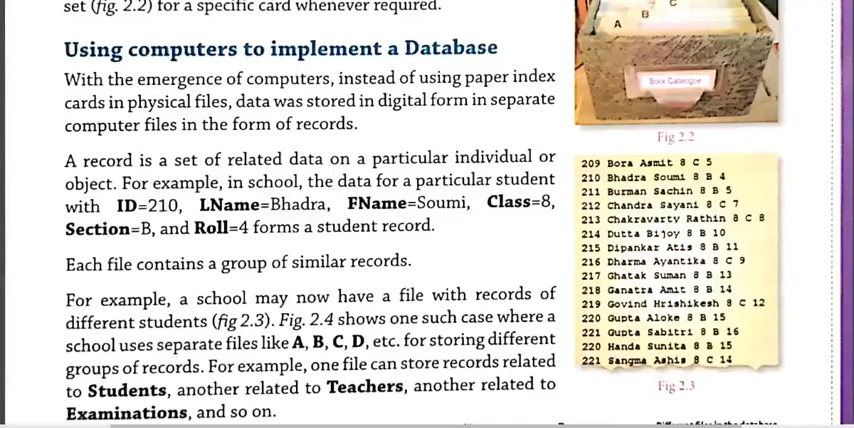 set (fig. 2.2) for a specific card whenever required.
Using computers to implement a Database
With the emergence of computers, instead of using paper index
cards in physical files, data was stored in digital form in separate
computer files in the form of records.
A record is a set of related data on a particular individual or
object. For example, in school, the data for a particular student
with ID=210, LName=Bhadra, FName=Soumi, Class=8,
Section=B, and Roll=4 forms a student record.
Each file contains a group of similar records.
For example, a school may now have a file with records of
different students (fig 2.3). Fig. 2.4 shows one such case where a
school uses separate files like A, B, C, D, etc. for storing different
groups of records. For example, one file can store records related
to Students, another related to Teachers, another related to
Examinations, and so on.
A
B
C
Book Catalogue
Fig 2.2
209 Bora Asmit 8 C 5
210 Bhadra Soumi 8 B 4
211 Burman Sachin 8 B 5
212 Chandra Sayani 8 C 7
213 Chakravarty Rathin 8 C 8
214 Dutta Bijoy 8 B 10
215 Dipankar Atis 8 B 11
216 Dharma Ayantika 8 C 9
217 Ghatak Suman 8 B 13
218 Ganatra Amit 8 B 14
219 Govind Hrishikesh 8 C 12
220 Gupta Aloke 8 B 15
221 Gupta Sabitri 8 B 16
220 Handa Sunita 8 B 15
221 Sangma Ashis 8 C 14
Fig 2.3
Different files in the database